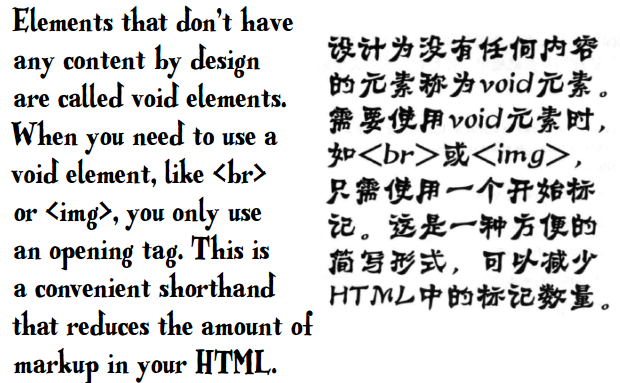 Elements that don't have
any content by design
are called void elements.
When you need to use a
void element, like <br>
or <img>, you only use
an opening tag. This is
a convenient shorthand
that reduces the amount of
markup in your HTML.
设计为没有任何内容
的元素称为void元素。
需要使用void元素时，
如<br>或<img>，
只需使用一个开始标
记。这是一种方便的
简写形式，可以减少
HTML中的标记数量。